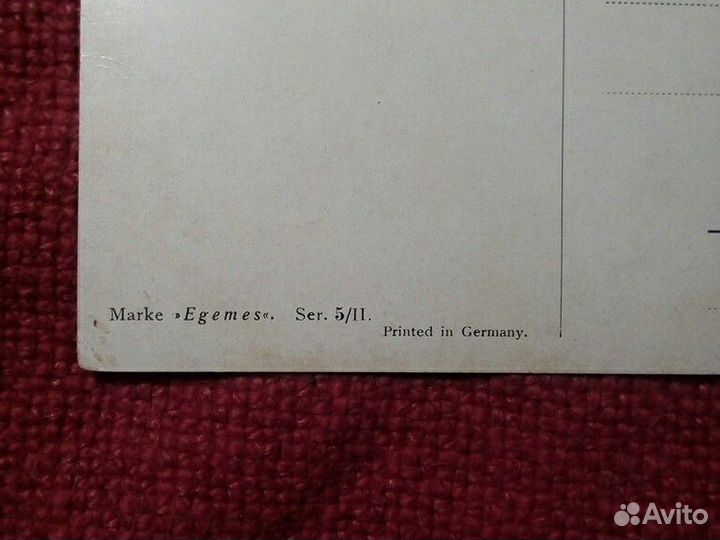 Marke »Egemes«. Ser. 5/II.
Printed in Germany.
Avito